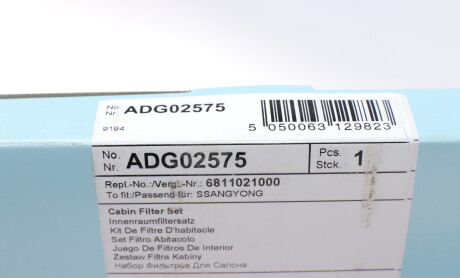 No.
Nr. ADG02575
9194
5 050063 129823
No.
Nr. ADG02575
Pcs.
Stck. 1
Repl.-No.:/Vergl.-Nr.: 6811021000
To fit:/Passend für: SSANGYONG
Cabin Filter Set
Innenraumfiltersatz
Kit De Filtre D'habitacle
Set Filtro Abitacolo
Juego De Filtros De Interior
Zestaw Filtra Kabiny
Набор Фильтров Для Салона